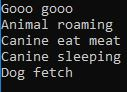 Gooo gooo
Animal roaming
Canine eat meat
Canine sleeping
Dog fetch